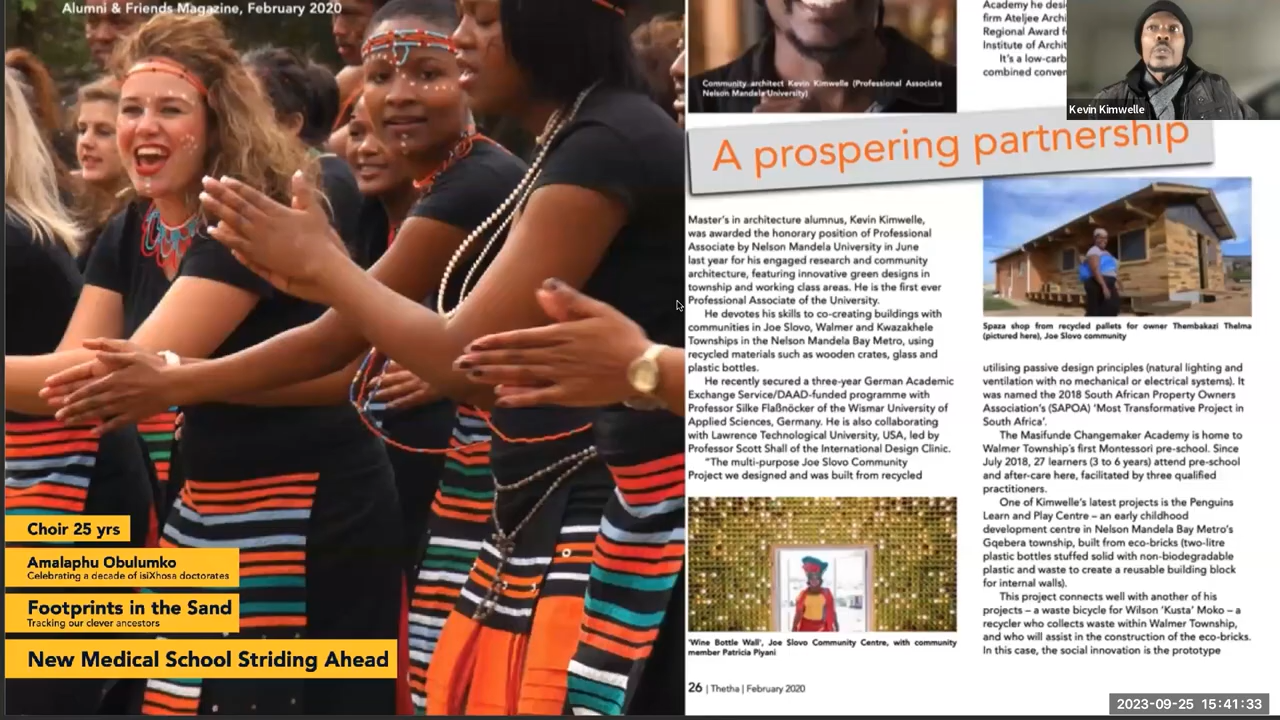 Alumni & Friends Magazine, February 2020
Choir 25 yrs
Amalaphu Obulumko
Celebrating a decade of isiXhosa doctorates
Footprints in the Sand
Tracking our clever ancestors
New Medical School Striding Ahead
Community architect Kevin Kimwelle (Professional Associate
Nelson Mandela University)
A prospering partnership
Master's in architecture alumnus, Kevin Kimwelle,
was awarded the honorary position of Professional
Associate by Nelson Mandela University in June
last year for his engaged research and community
architecture, featuring innovative green designs in
township and working class areas. He is the first ever
Professional Associate of the University.
He devotes his skills to co-creating buildings with
communities in Joe Slovo, Walmer and Kwazakhele
Townships in the Nelson Mandela Bay Metro, using
recycled materials such as wooden crates, glass and
plastic bottles.
He recently secured a three-year German Academic
Exchange Service/DAAD-funded programme with
Professor Silke Flaßnöcker of the Wismar University of
Applied Sciences, Germany. He is also collaborating
with Lawrence Technological University, USA, led by
Professor Scott Shall of the International Design Clinic.
"The multi-purpose Joe Slovo Community
Project we designed and was built from recycled
'Wine Bottle Wall', Joe Slovo Community Centre, with community
member Patricia Piyani
26 | Thetha | February 2020
Academy he desi
firm Ateljee Archi
Regional Award f
Institute of Archit
It's a low-carb
combined conver
Kevin Kimwelle
Spaza shop from recycled pallets for owner Thembakazi Thelma
(pictured here), Joe Slovo community
utilising passive design principles (natural lighting and
ventilation with no mechanical or electrical systems). It
was named the 2018 South African Property Owners
Association's (SAPOA) 'Most Transformative Project in
South Africa'.
The Masifunde Changemaker Academy is home to
Walmer Township's first Montessori pre-school. Since
July 2018, 27 learners (3 to 6 years) attend pre-school
and after-care here, facilitated by three qualified
practitioners.
One of Kimwelle's latest projects is the Penguins
Learn and Play Centre – an early childhood
development centre in Nelson Mandela Bay Metro's
Gqebera township, built from eco-bricks (two-litre
plastic bottles stuffed solid with non-biodegradable
plastic and waste to create a reusable building block
for internal walls).
This project connects well with another of his
projects – a waste bicycle for Wilson 'Kusta' Moko – a
recycler who collects waste within Walmer Township,
and who will assist in the construction of the eco-bricks.
In this case, the social innovation is the prototype
2023-09-25 15:41:33